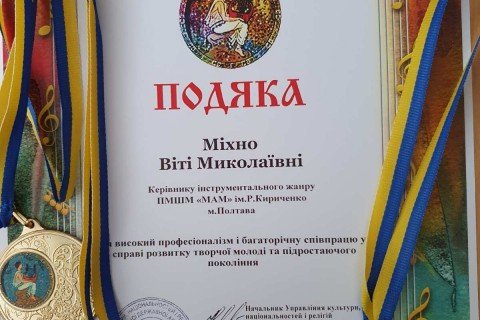 ПОДЯКА
Міхно
Віті Миколаївні
Керівнику інструментального жанру
ПМШМ «МАМ» ім.Р.Кириченко
м.Полтава
високий професіоналізм і багаторічну співпрацю у
справі розвитку творчої молоді та підростаючого
покоління
Начальник Управління культури,
національностей і релігій